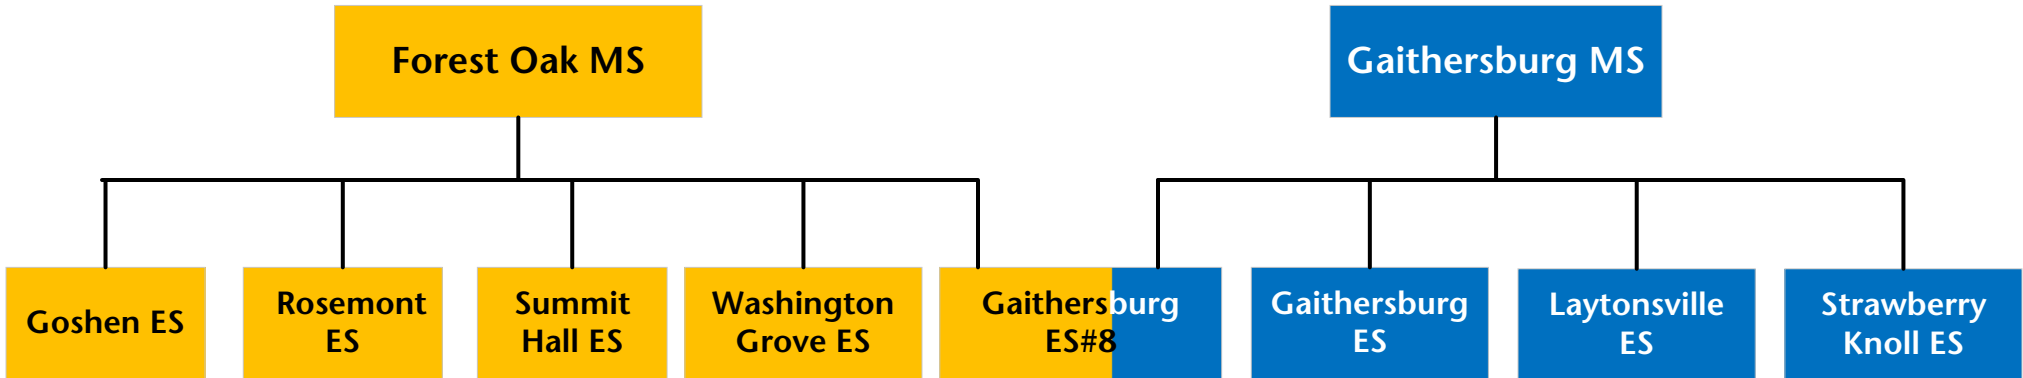 Forest Oak MS
Gaithersburg MS
Goshen ES
Rosemont
ES
Summit
Hall ES
Washington
Grove ES
Gaithersburg
ES#8
Gaithersburg
ES
Laytonsville
ES
Strawberry
Knoll ES